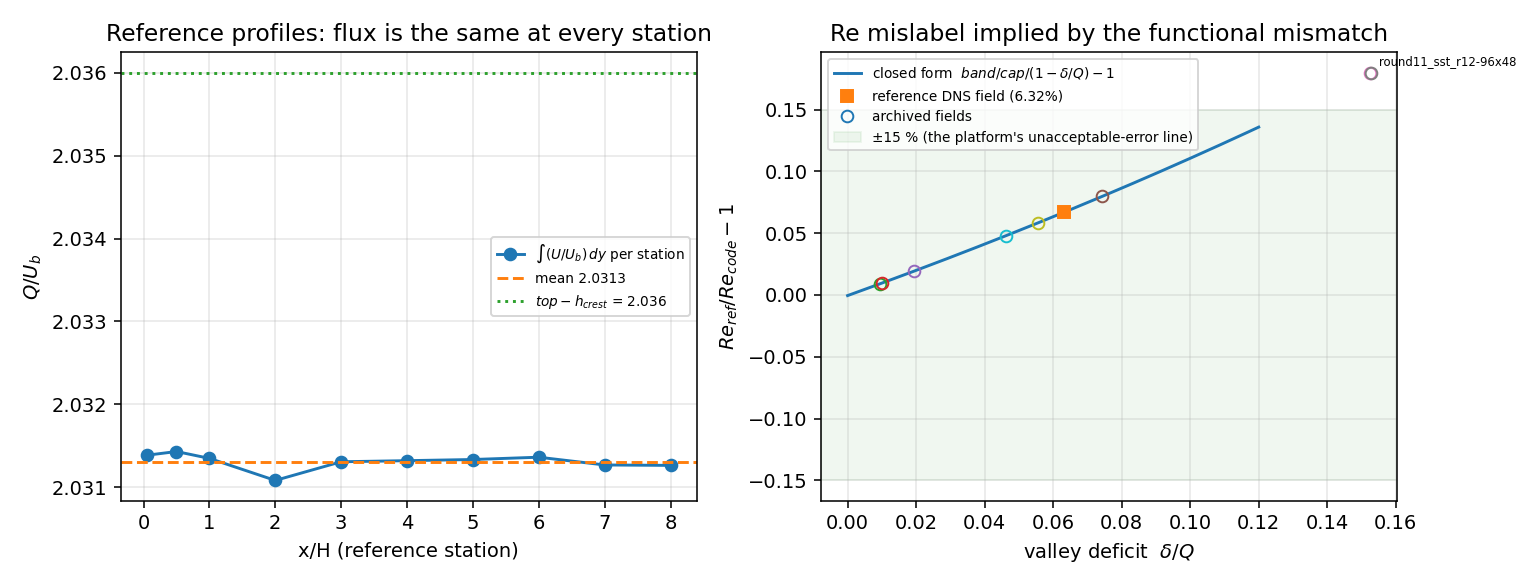 Reference profiles: flux is the same at every station
Q/U_b
2.036
2.035
2.034
2.033
2.032
2.031
∫(U/U_b) dy per station
mean 2.0313
top − h_crest = 2.036
0
1
2
3
4
5
6
7
8
x/H (reference station)
Re mislabel implied by the functional mismatch
Re_ref/Re_code − 1
0.15
0.10
0.05
0.00
−0.05
−0.10
−0.15
closed form band/cap/(1 − δ/Q) − 1
reference DNS field (6.32%)
archived fields
±15 % (the platform's unacceptable-error line)
round11_sst_r12-96x48
0.00
0.02
0.04
0.06
0.08
0.10
0.12
0.14
0.16
valley deficit δ/Q